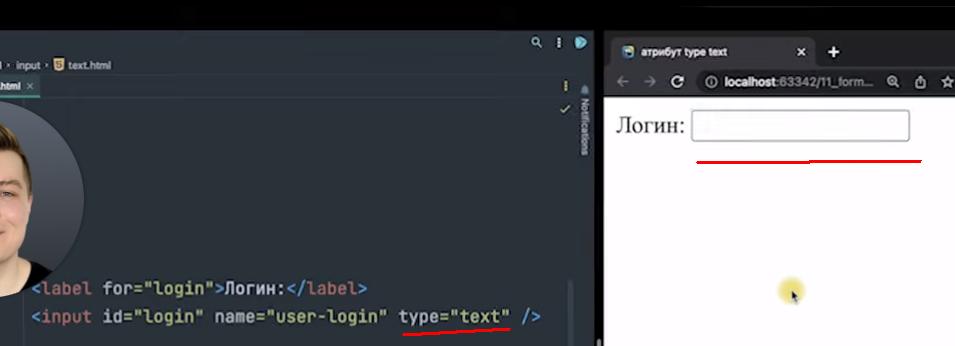 input
text.html
.html
Notifications
<label for="login">Логин:</label>
<input id="login" name="user-login" type="text" />
атрибут type text
localhost:63342/11_form...
Логин: